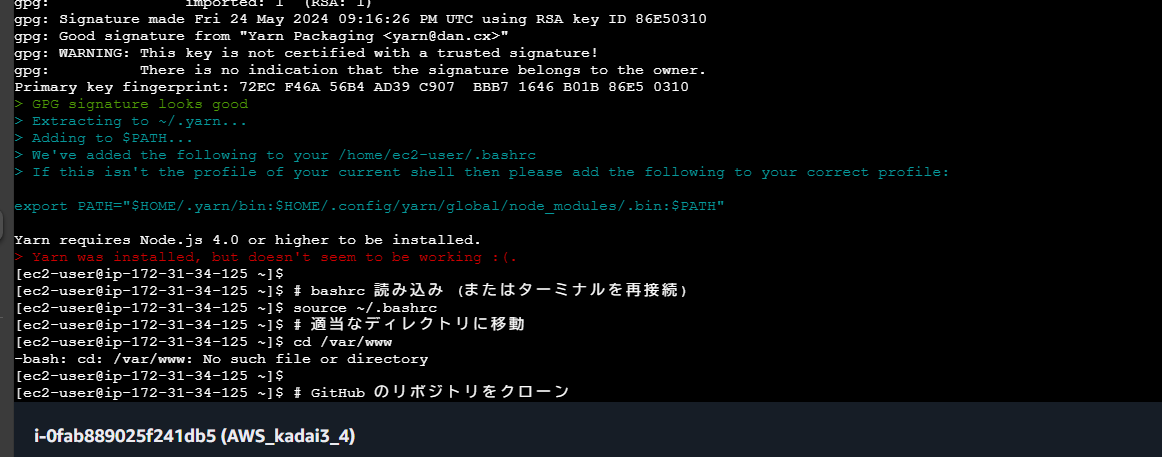 gpg:                imported: 1  (RSA: 1)
gpg: Signature made Fri 24 May 2024 09:16:26 PM UTC using RSA key ID 86E50310
gpg: Good signature from "Yarn Packaging <yarn@dan.cx>"
gpg: WARNING: This key is not certified with a trusted signature!
gpg:          There is no indication that the signature belongs to the owner.
Primary key fingerprint: 72EC F46A 56B4 AD39 C907  BBB7 1646 B01B 86E5 0310
> GPG signature looks good
> Extracting to ~/.yarn...
> Adding to $PATH...
> We've added the following to your /home/ec2-user/.bashrc
> If this isn't the profile of your current shell then please add the following to your correct profile:
export PATH="$HOME/.yarn/bin:$HOME/.config/yarn/global/node_modules/.bin:$PATH"
Yarn requires Node.js 4.0 or higher to be installed.
> Yarn was installed, but doesn't seem to be working :(.
[ec2-user@ip-172-31-34-125 ~]$
[ec2-user@ip-172-31-34-125 ~]$ # bashrc 読み込み (またはターミナルを再接続)
[ec2-user@ip-172-31-34-125 ~]$ source ~/.bashrc
[ec2-user@ip-172-31-34-125 ~]$ # 適当なディレクトリに移動
[ec2-user@ip-172-31-34-125 ~]$ cd /var/www
-bash: cd: /var/www: No such file or directory
[ec2-user@ip-172-31-34-125 ~]$
[ec2-user@ip-172-31-34-125 ~]$ # GitHub のリポジトリをクローン
i-0fab889025f241db5 (AWS_kadai3_4)